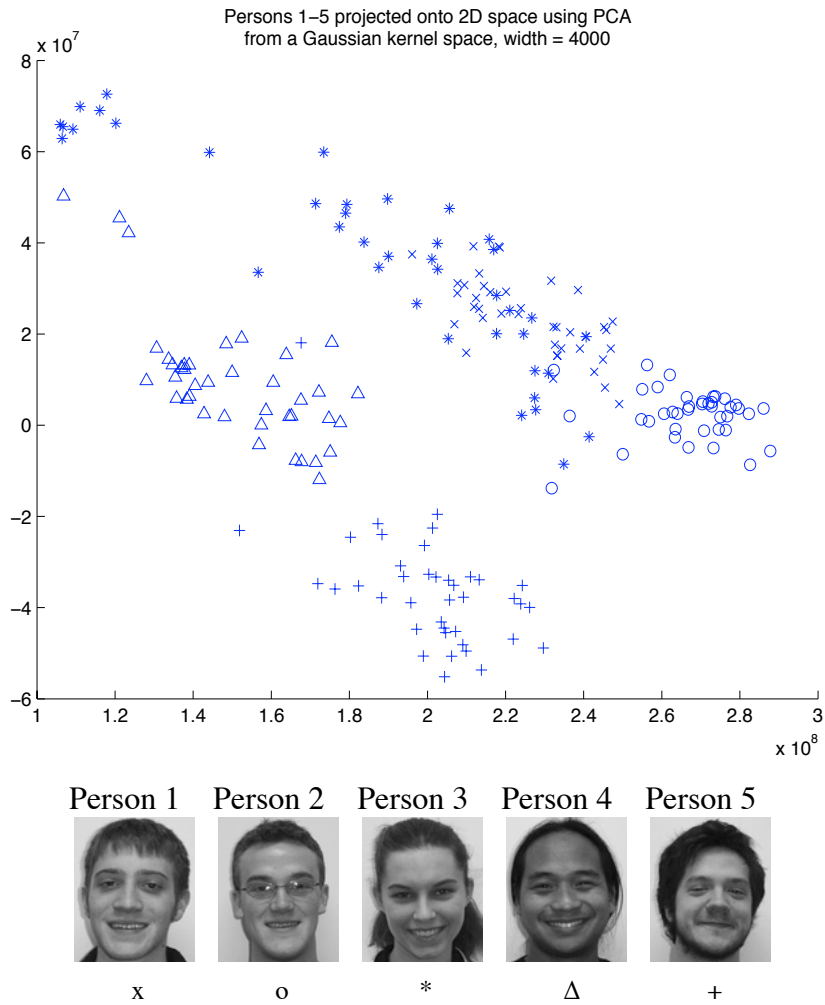 Persons 1−5 projected onto 2D space using PCA
from a Gaussian kernel space, width = 4000
x 10^7
8
6
4
2
0
−2
−4
−6
1 1.2 1.4 1.6 1.8 2 2.2 2.4 2.6 2.8 3
x 10^8
Person 1 Person 2 Person 3 Person 4 Person 5
x o * Δ +